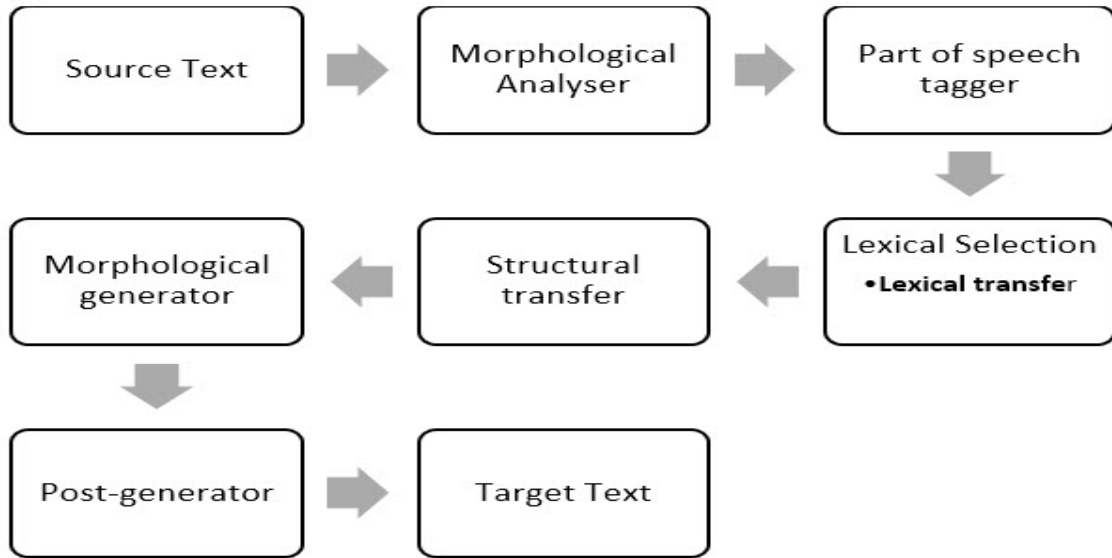 Source Text
Morphological
Analyser
Part of speech
tagger
Lexical Selection
•Lexical transfer
Structural
transfer
Morphological
generator
Post-generator
Target Text